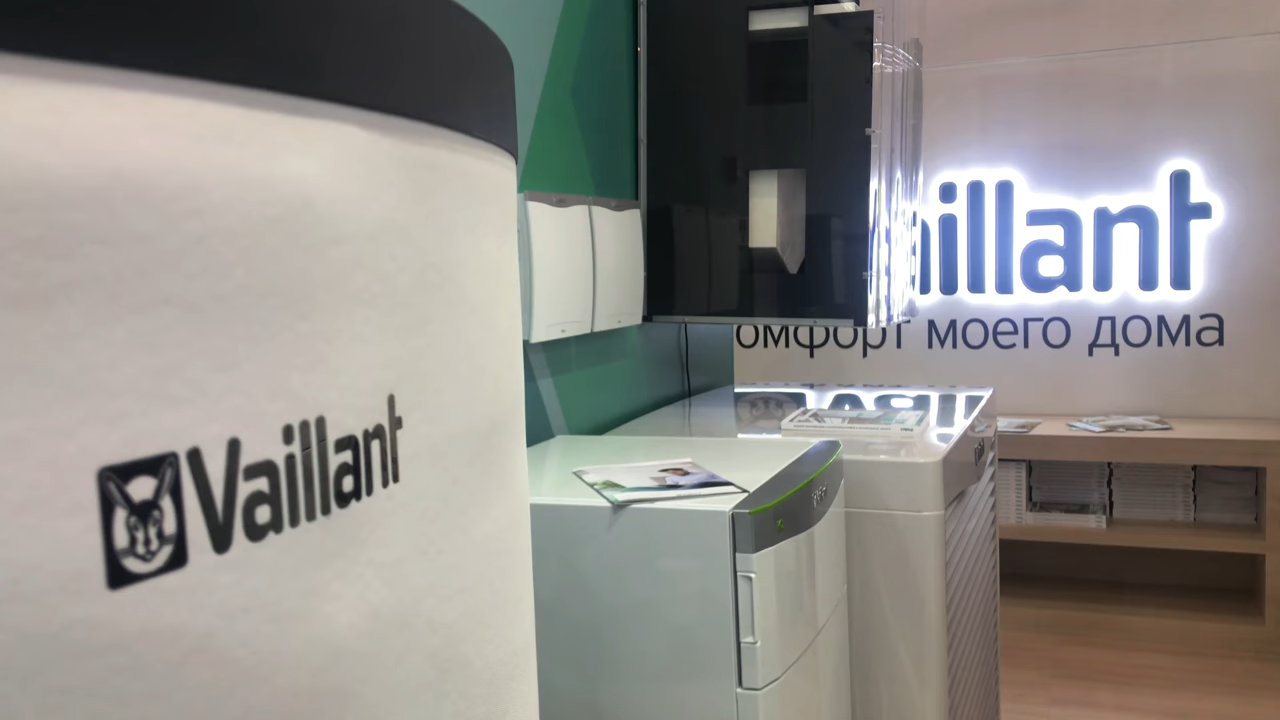 Vaillant
aillant
омфорт моего дома